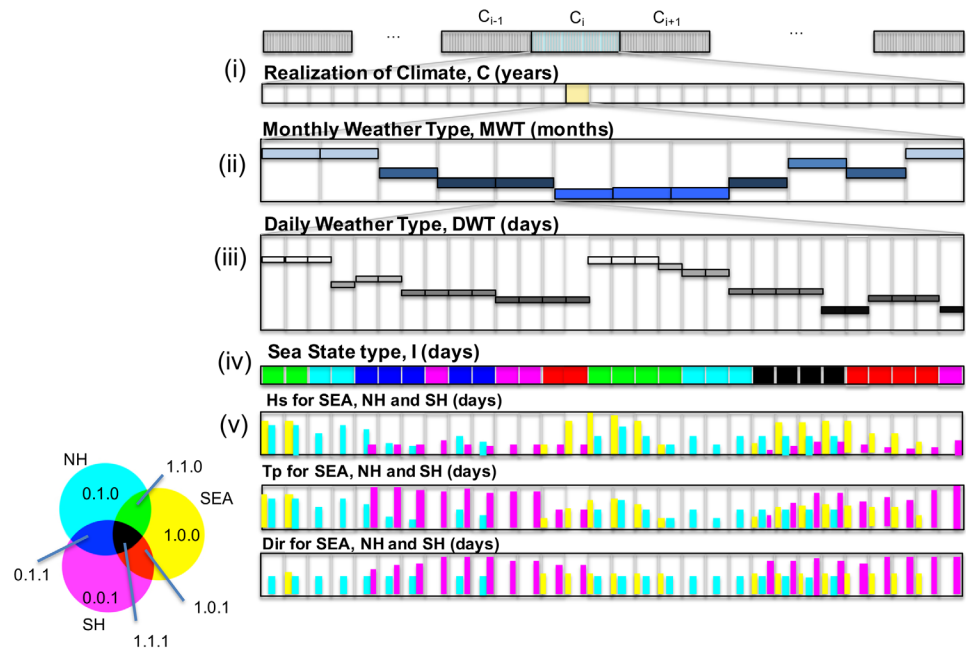 C i-1
C i
C i+1
...
...
(i)
Realization of Climate, C (years)
Monthly Weather Type, MWT (months)
(ii)
Daily Weather Type, DWT (days)
(iii)
Sea State type, I (days)
(iv)
Hs for SEA, NH and SH (days)
(v)
Tp for SEA, NH and SH (days)
Dir for SEA, NH and SH (days)
NH
1.1.0
SEA
0.1.0
1.0.0
0.1.1
0.0.1
1.0.1
SH
1.1.1